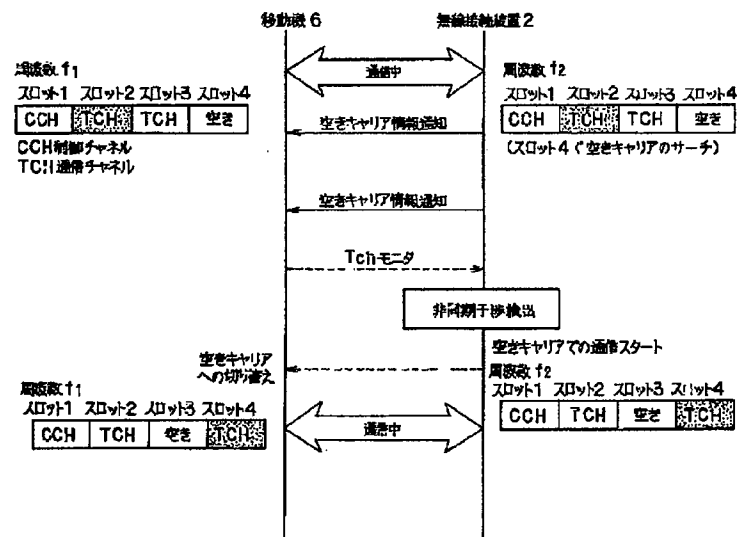 移動機6
無線接続装置2
通信中
周波数 f1
スロット1 スロット2 スロット3 スロット4
CCH TCH TCH 空き
CCH制御チャネル
TCH通信チャネル
周波数 f2
スロット1 スロット2 スロット3 スロット4
CCH TCH TCH 空き
(スロット4で空きキャリアのサーチ)
空きキャリア情報通知
空きキャリア情報通知
Tchモニタ
非同期干渉検出
空きキャリアでの通信スタート
空きキャリア
への切り替え
周波数 f1
スロット1 スロット2 スロット3 スロット4
CCH TCH 空き TCH
通信中
周波数 f2
スロット1 スロット2 スロット3 スロット4
CCH TCH 空き TCH